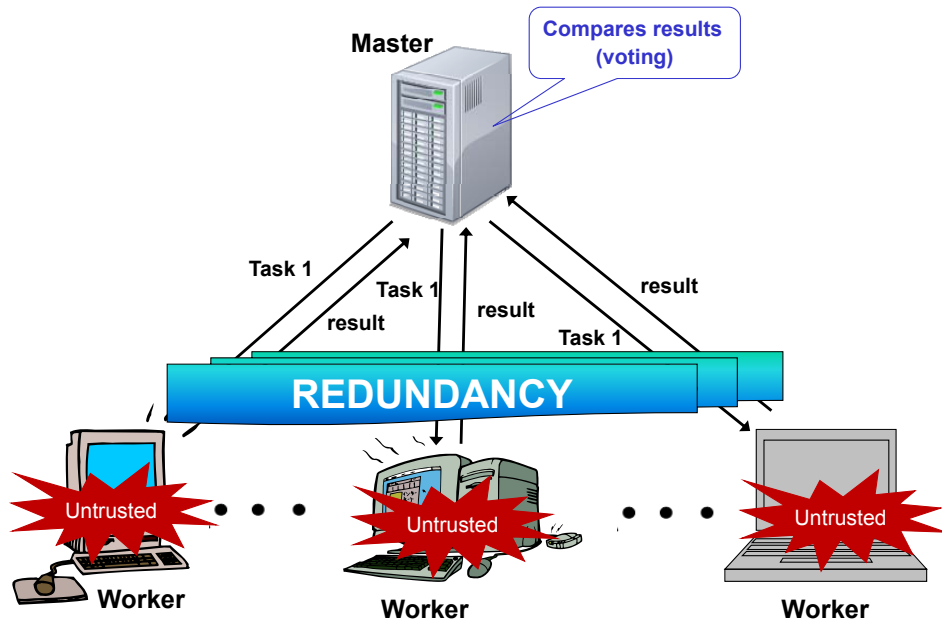 Compares results
(voting)
Master
Task 1
Task 1
result
result
result
Task 1
REDUNDANCY
Untrusted
Untrusted
Untrusted
Worker
Worker
Worker